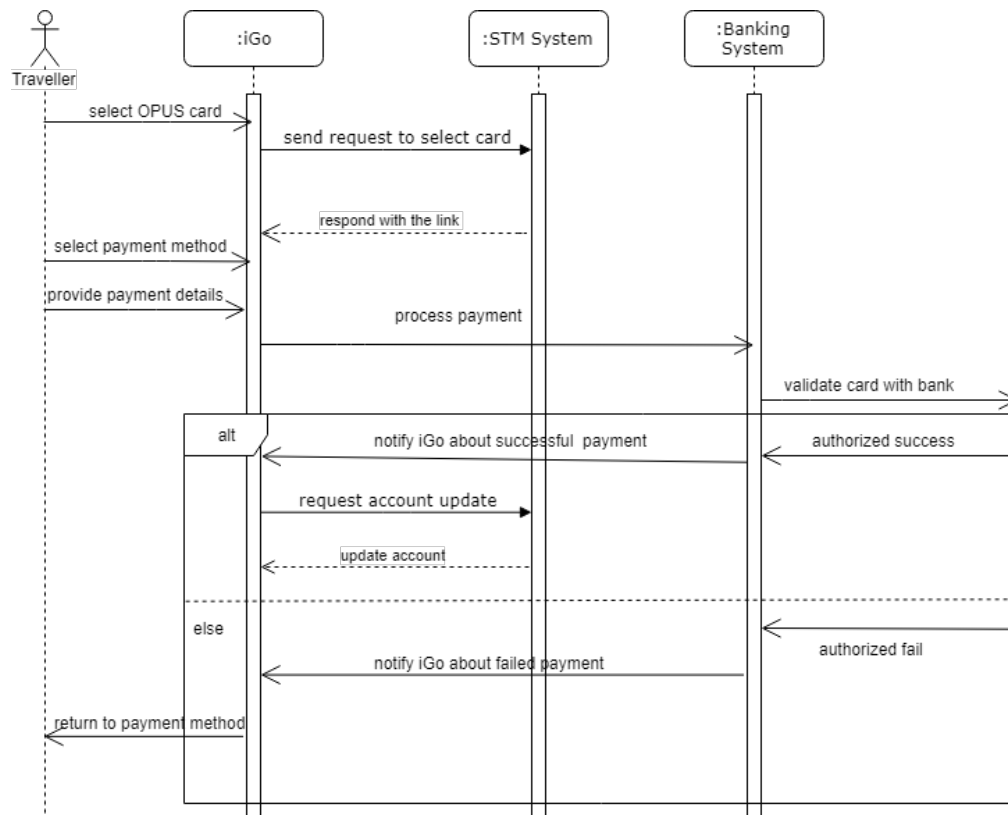 :iGo
:STM System
:Banking
System
Traveller
select OPUS card
send request to select card
respond with the link
select payment method
provide payment details
process payment
validate card with bank
alt
notify iGo about successful payment
authorized success
request account update
update account
else
authorized fail
notify iGo about failed payment
return to payment method